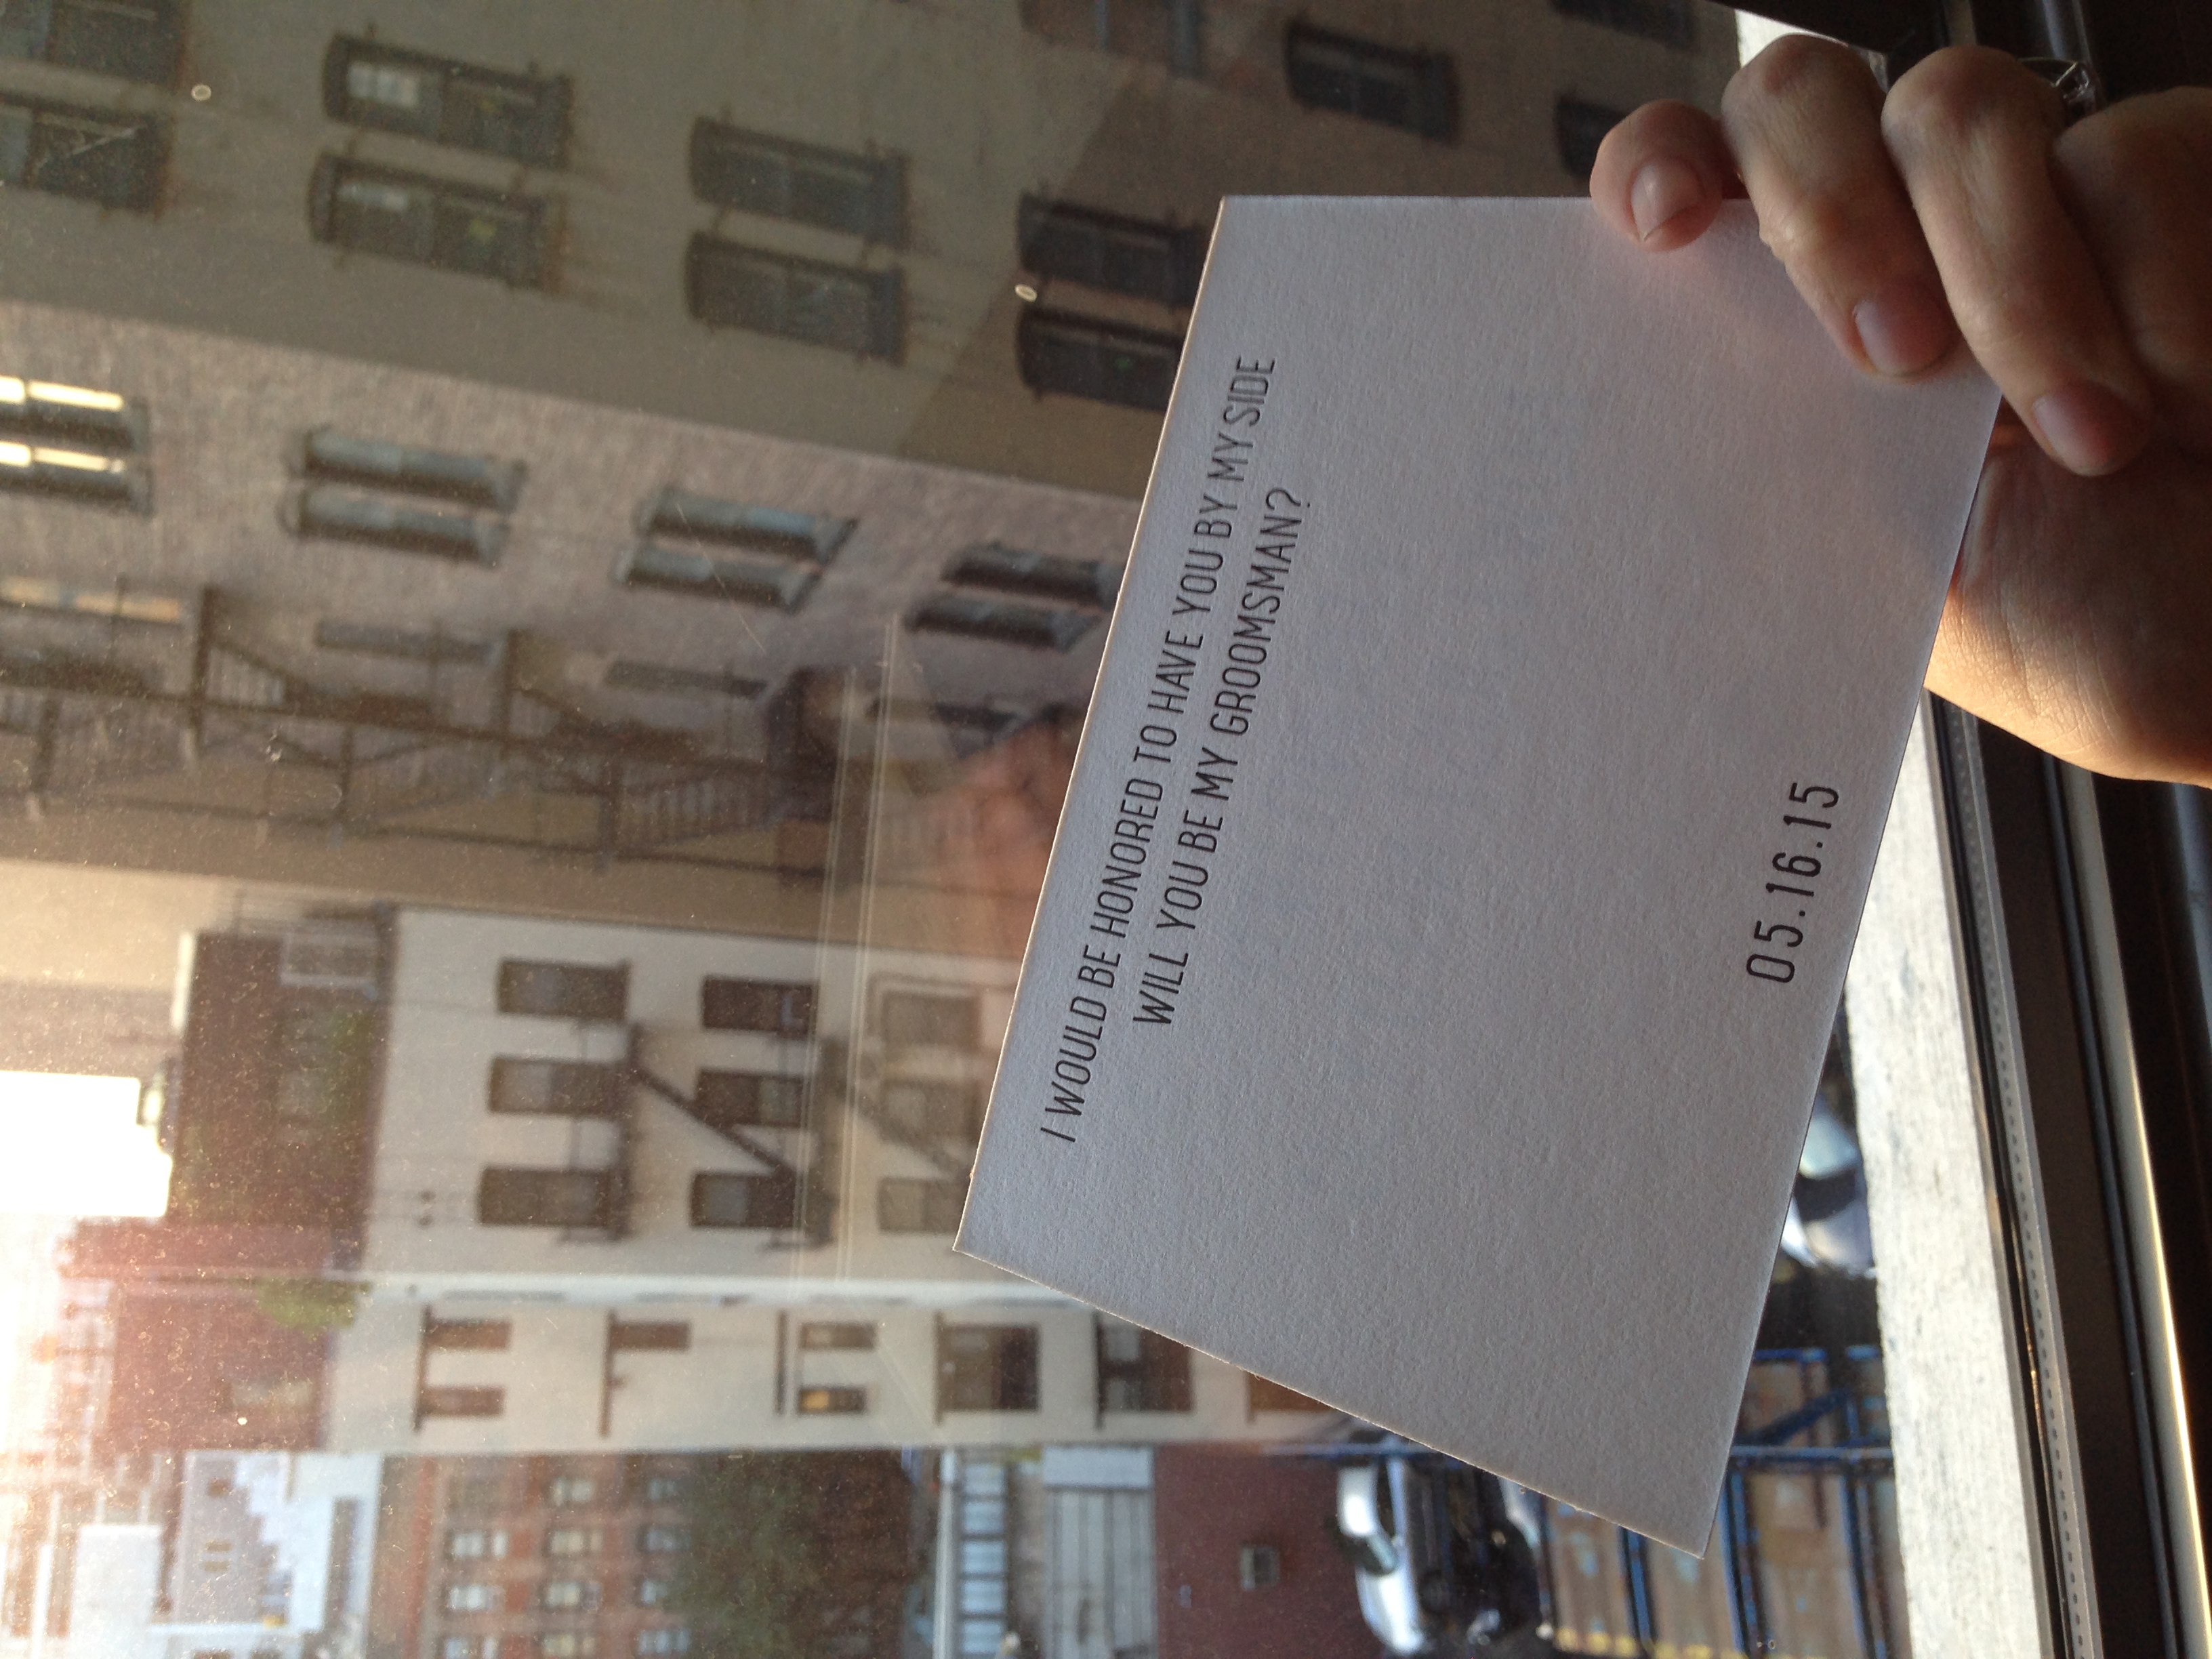 I WOULD BE HONORED TO HAVE YOU BY MY SIDE
WILL YOU BE MY GROOMSMAN?
05.16.15